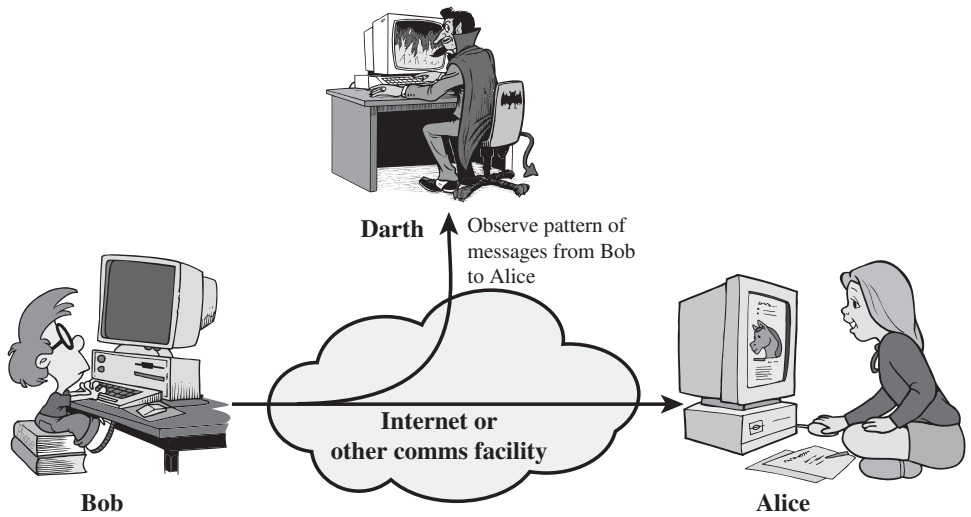 Darth
Observe pattern of
messages from Bob
to Alice
Internet or
other comms facility
Bob
Alice